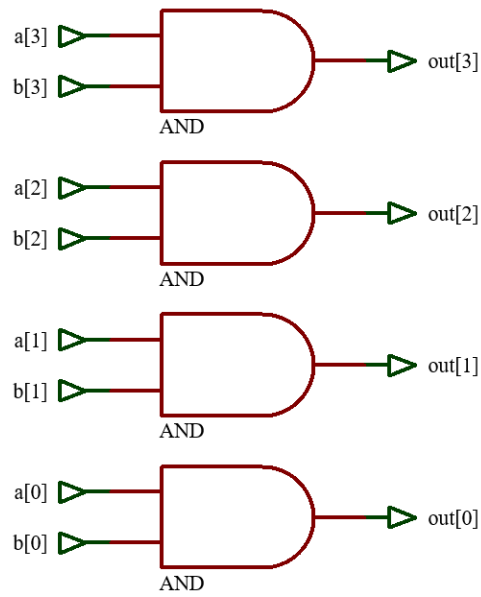 a[3]
out[3]
b[3]
AND
a[2]
out[2]
b[2]
AND
a[1]
out[1]
b[1]
AND
a[0]
out[0]
b[0]
AND